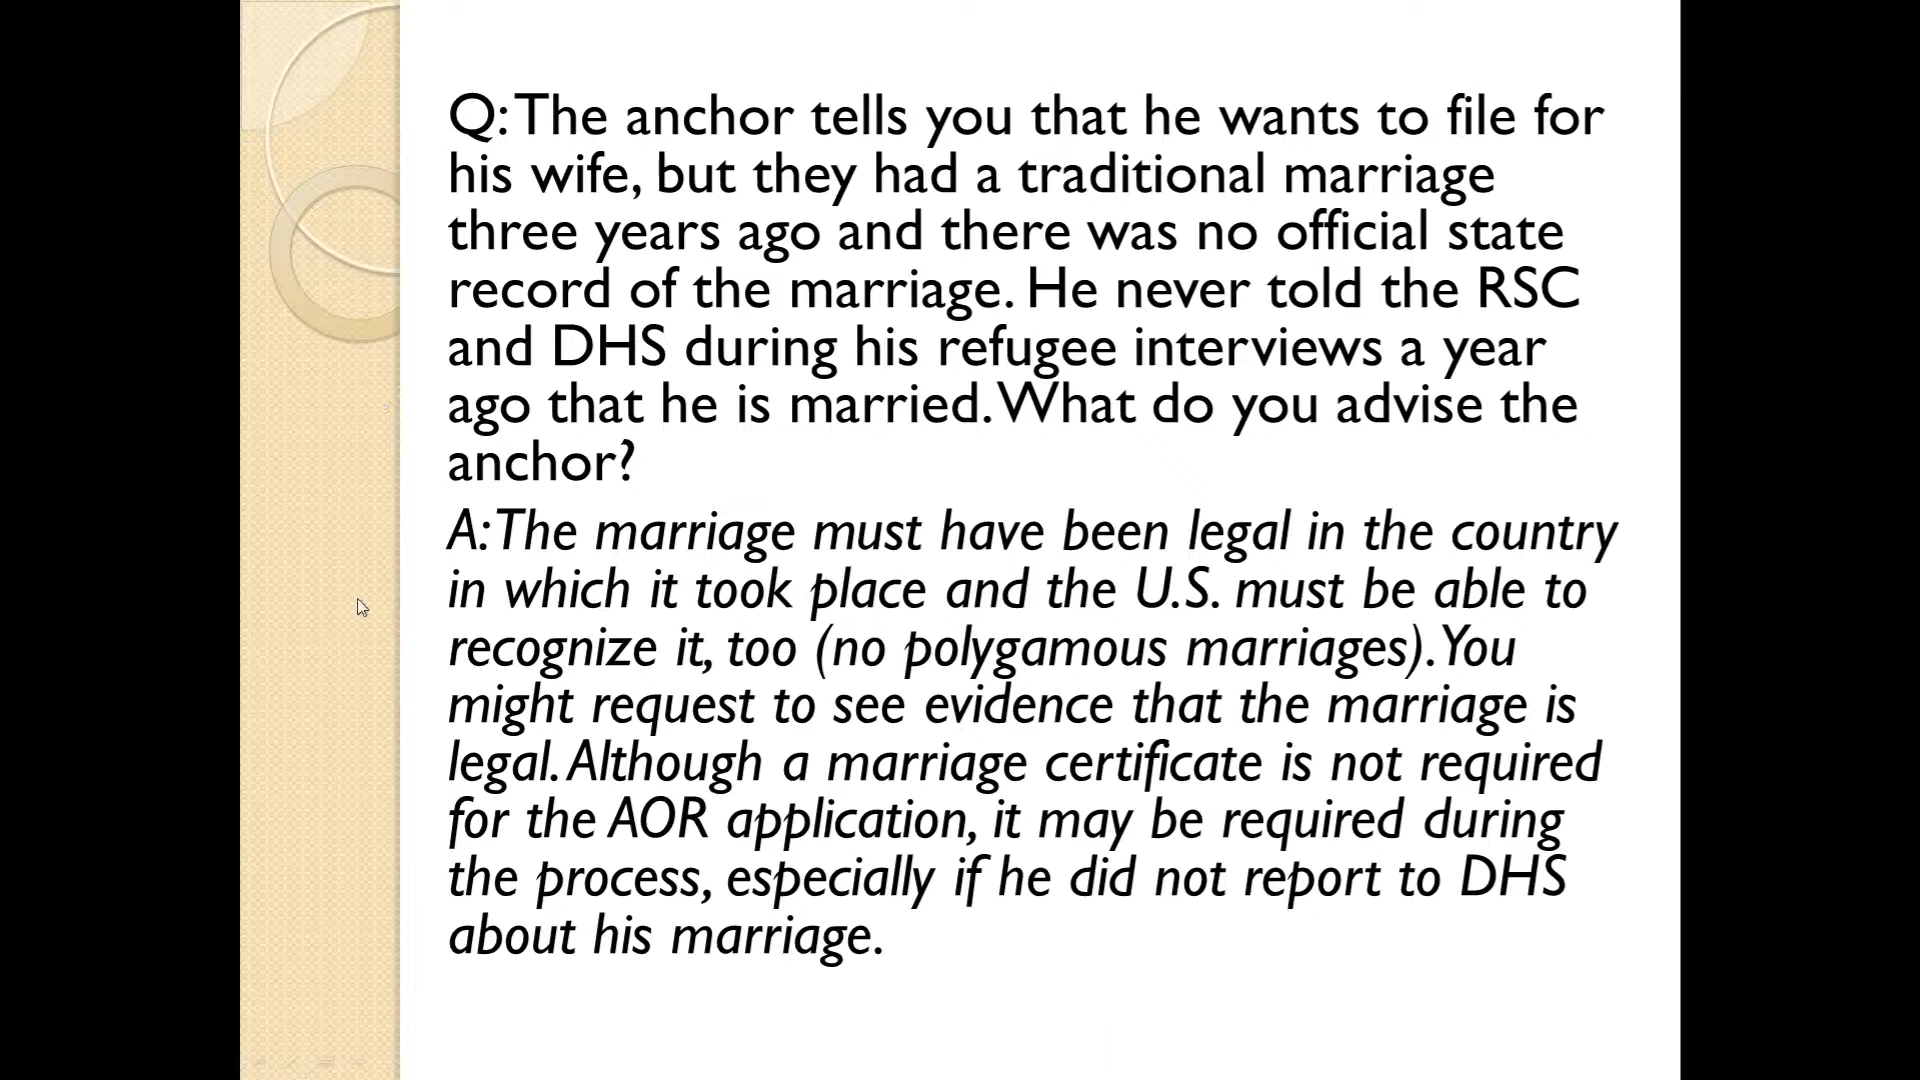 Q: The anchor tells you that he wants to file for
his wife, but they had a traditional marriage
three years ago and there was no official state
record of the marriage. He never told the RSC
and DHS during his refugee interviews a year
ago that he is married. What do you advise the
anchor?
A: The marriage must have been legal in the country
in which it took place and the U.S. must be able to
recognize it, too (no polygamous marriages). You
might request to see evidence that the marriage is
legal. Although a marriage certificate is not required
for the AOR application, it may be required during
the process, especially if he did not report to DHS
about his marriage.